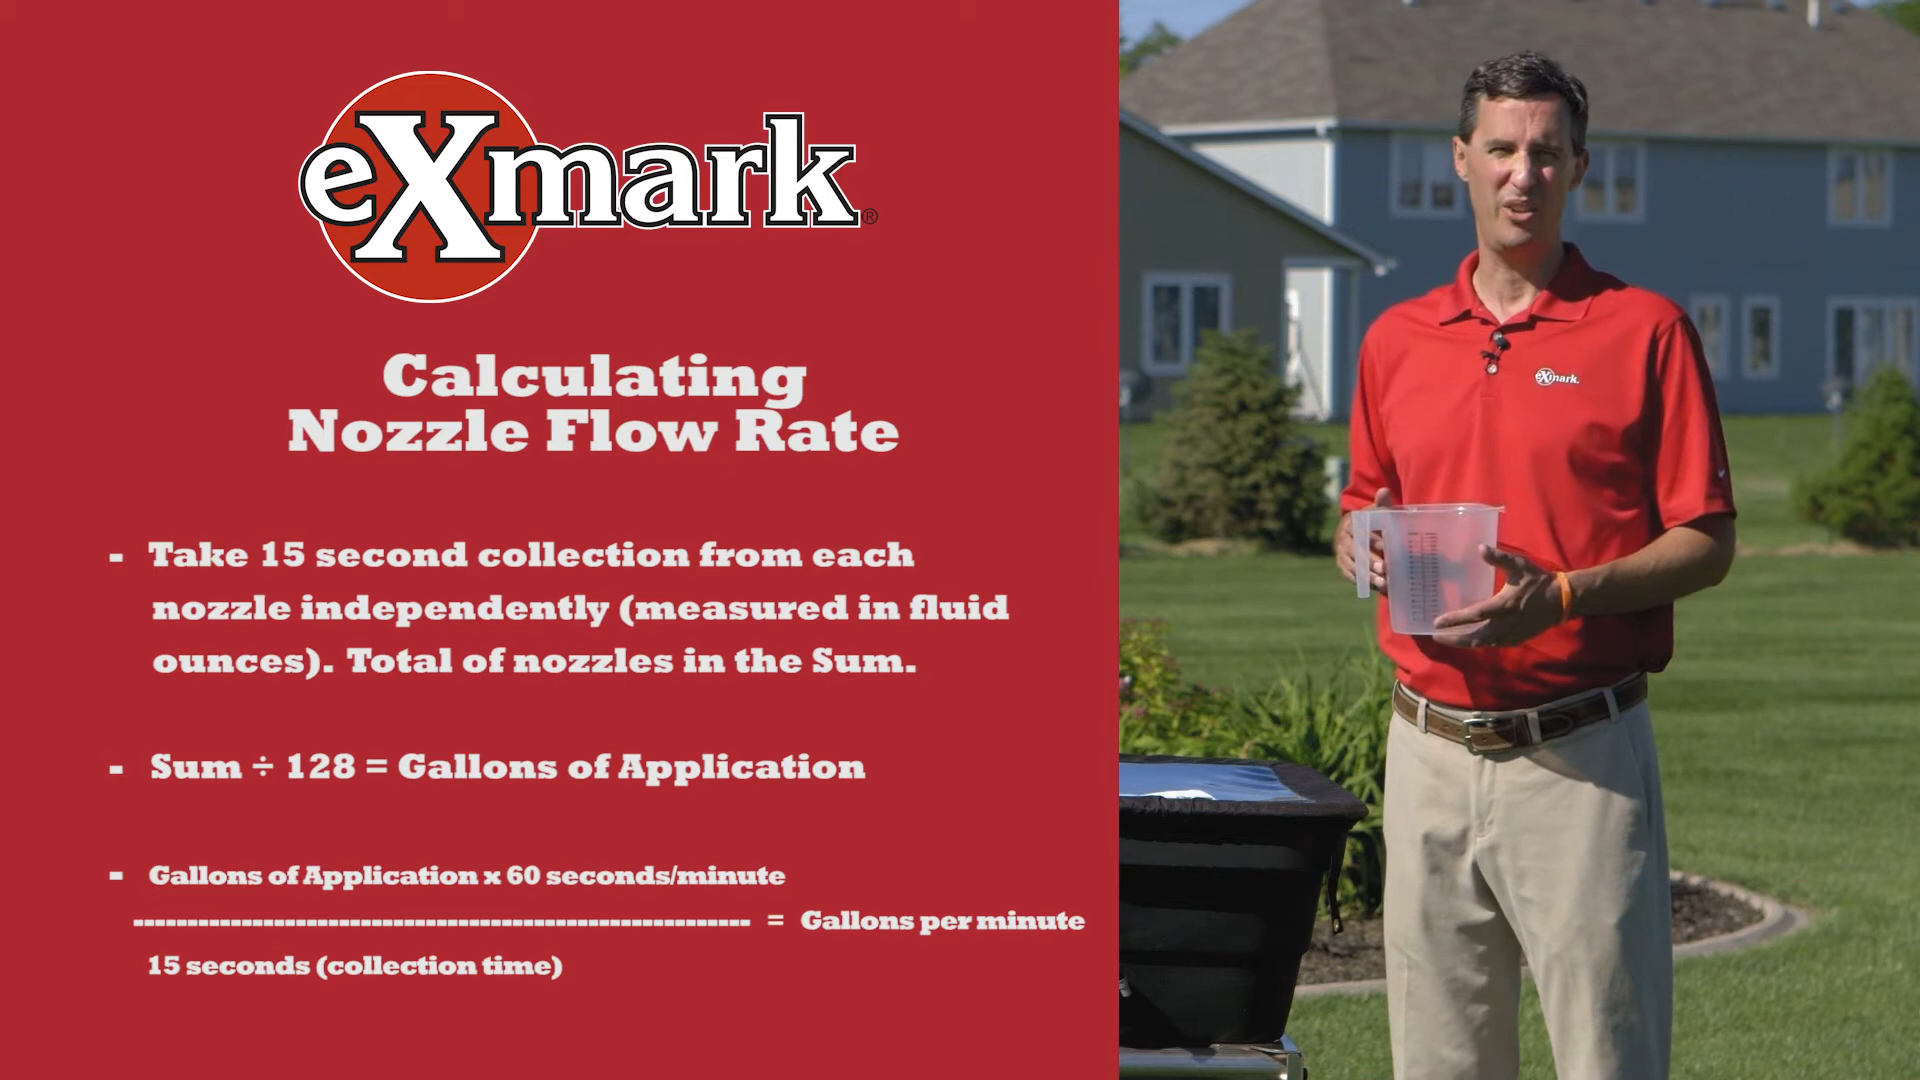 eXmark®
Calculating
Nozzle Flow Rate
- Take 15 second collection from each
nozzle independently (measured in fluid
ounces). Total of nozzles in the Sum.
- Sum ÷ 128 = Gallons of Application
- Gallons of Application x 60 seconds/minute
--------------------------------------------------------- = Gallons per minute
15 seconds (collection time)
eXmark.